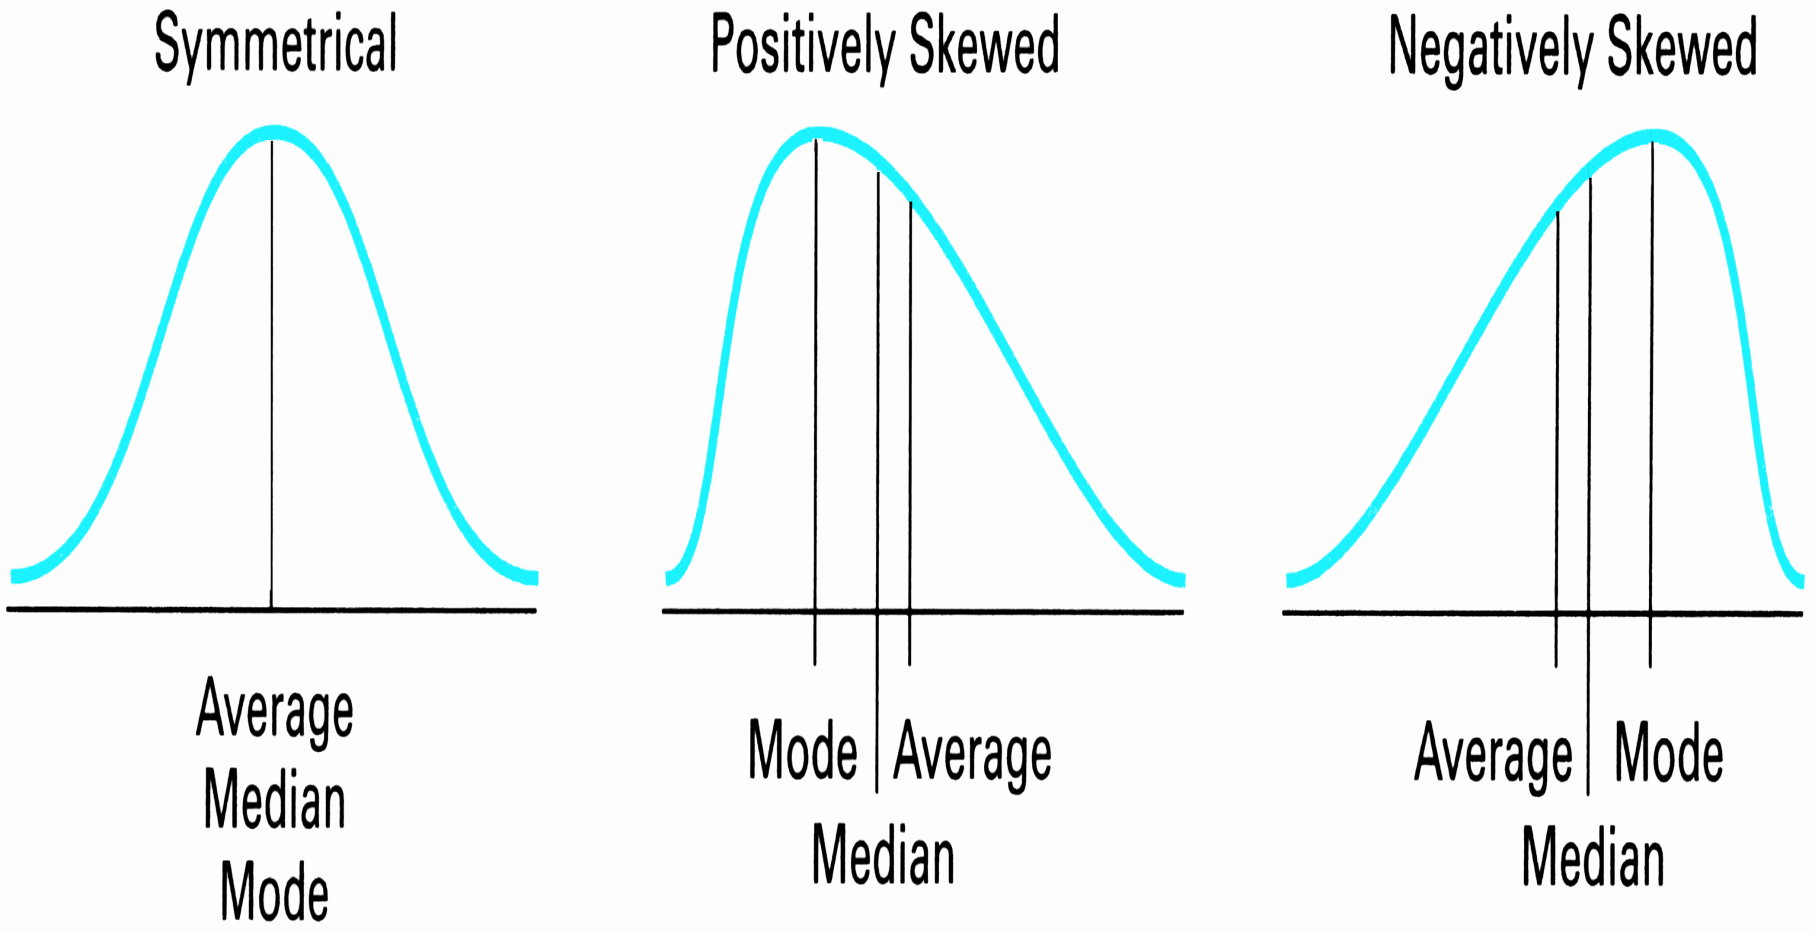 Symmetrical
Positively Skewed
Negatively Skewed
Average
Median
Mode
Mode
Average
Median
Average
Mode
Median